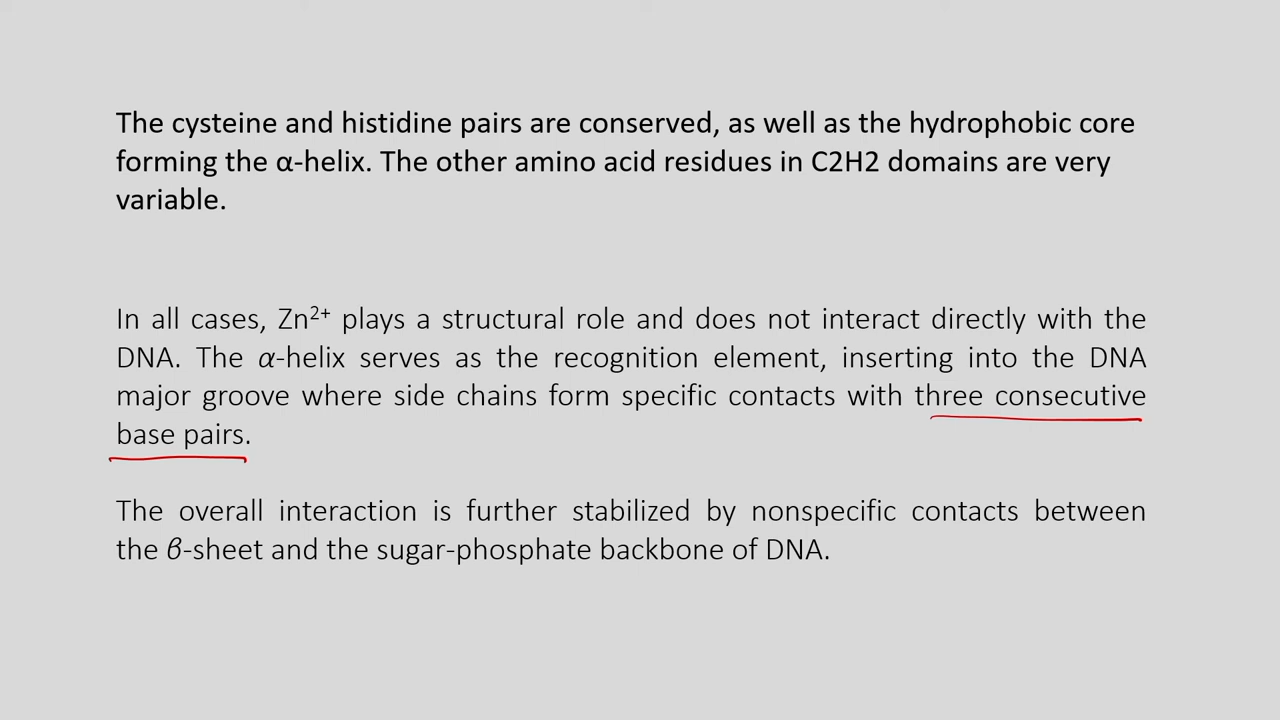 The cysteine and histidine pairs are conserved, as well as the hydrophobic core
forming the α-helix. The other amino acid residues in C2H2 domains are very
variable.
In all cases, Zn²⁺ plays a structural role and does not interact directly with the
DNA. The α-helix serves as the recognition element, inserting into the DNA
major groove where side chains form specific contacts with three consecutive
base pairs.
The overall interaction is further stabilized by nonspecific contacts between
the β-sheet and the sugar-phosphate backbone of DNA.